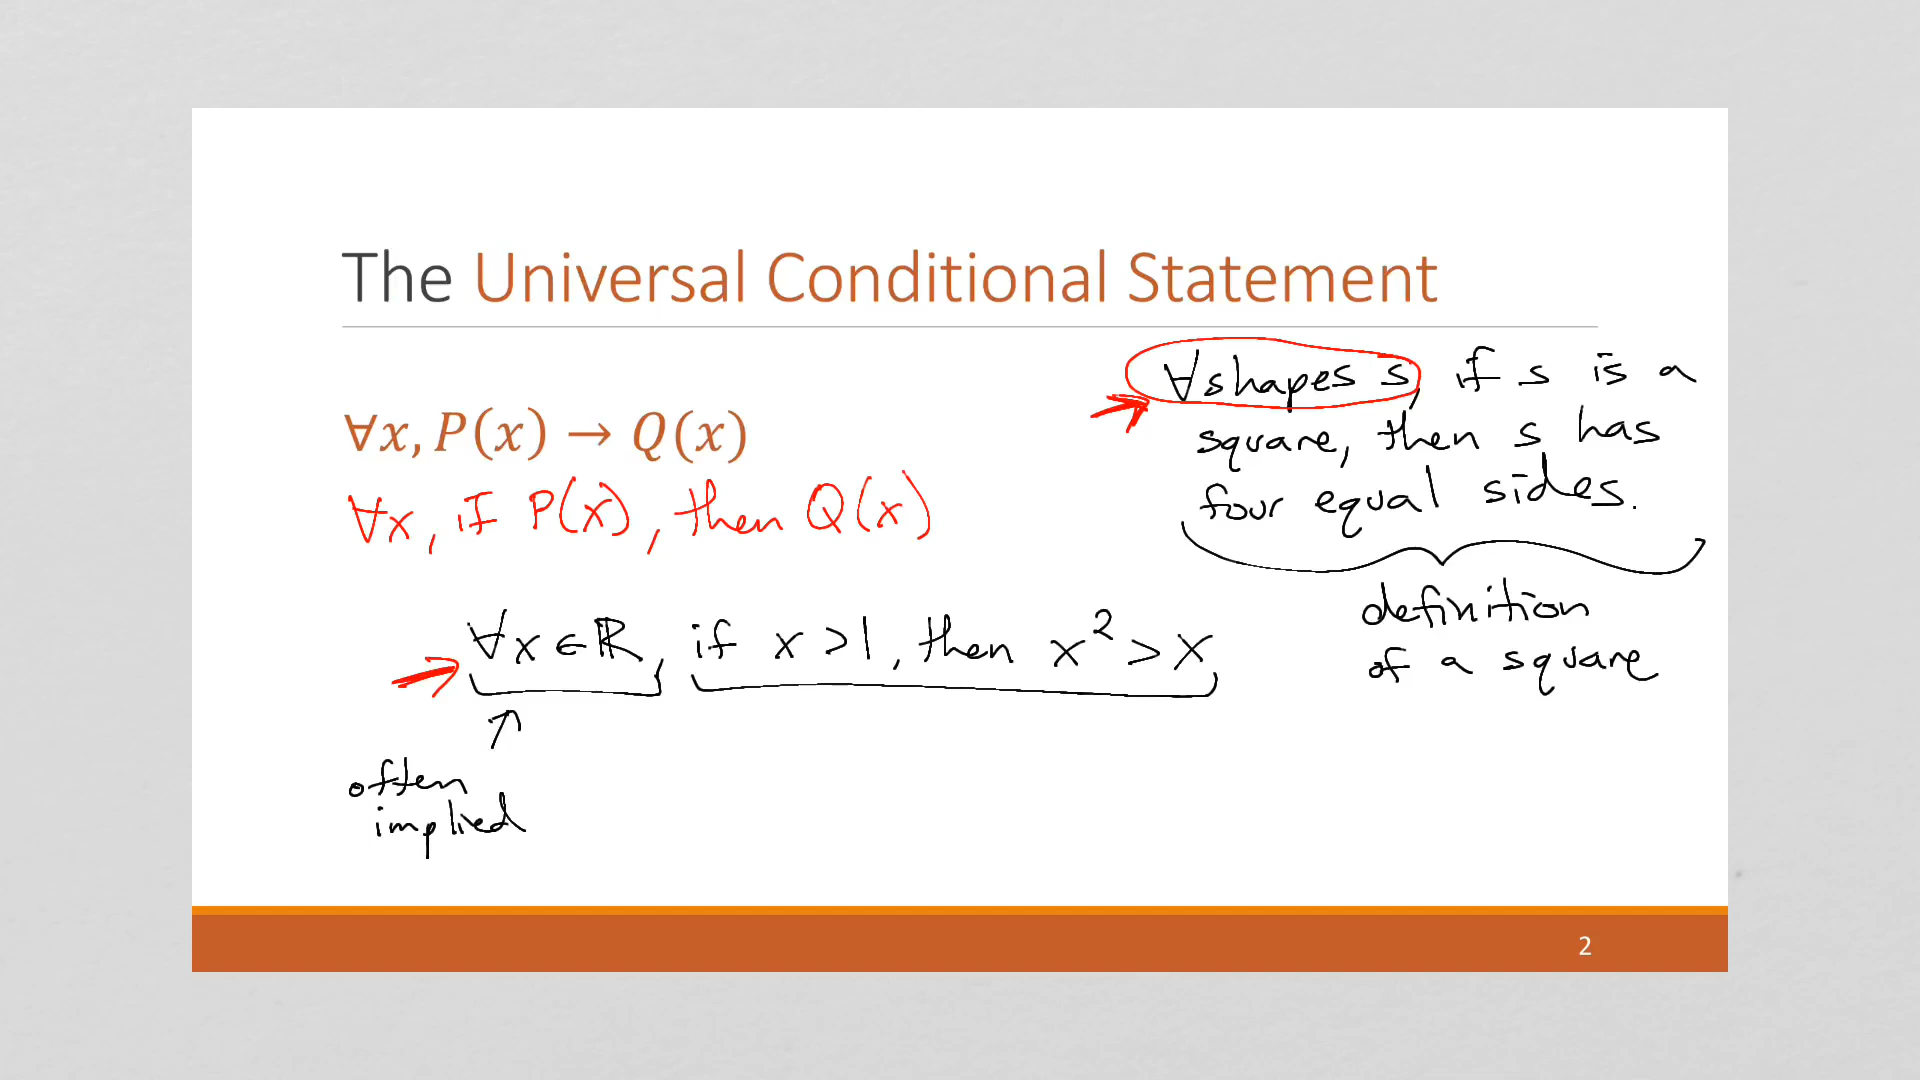 The Universal Conditional Statement
∀x, P(x) → Q(x)
∀x, if P(x), then Q(x)
∀shapes s, if s is a
square, then s has
four equal sides.
definition
of a square
∀x∈ℝ, if x>1, then x²>x
often
implied
2